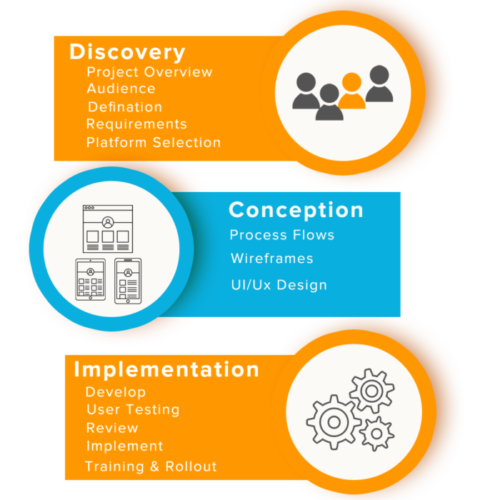 Discovery
Project Overview
Audience
Defination
Requirements
Platform Selection
Conception
Process Flows
Wireframes
UI/Ux Design
Implementation
Develop
User Testing
Review
Implement
Training & Rollout